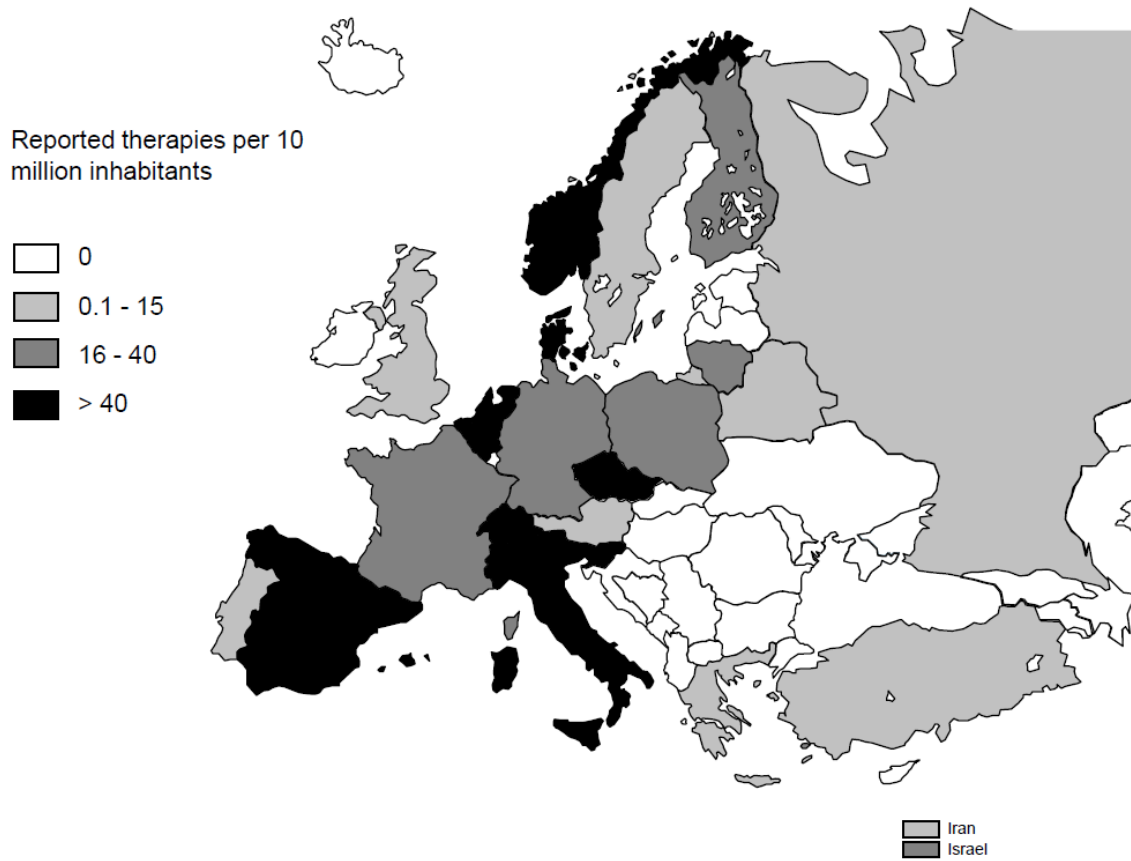 Reported therapies per 10
million inhabitants
0
0.1 - 15
16 - 40
> 40
Iran
Israel